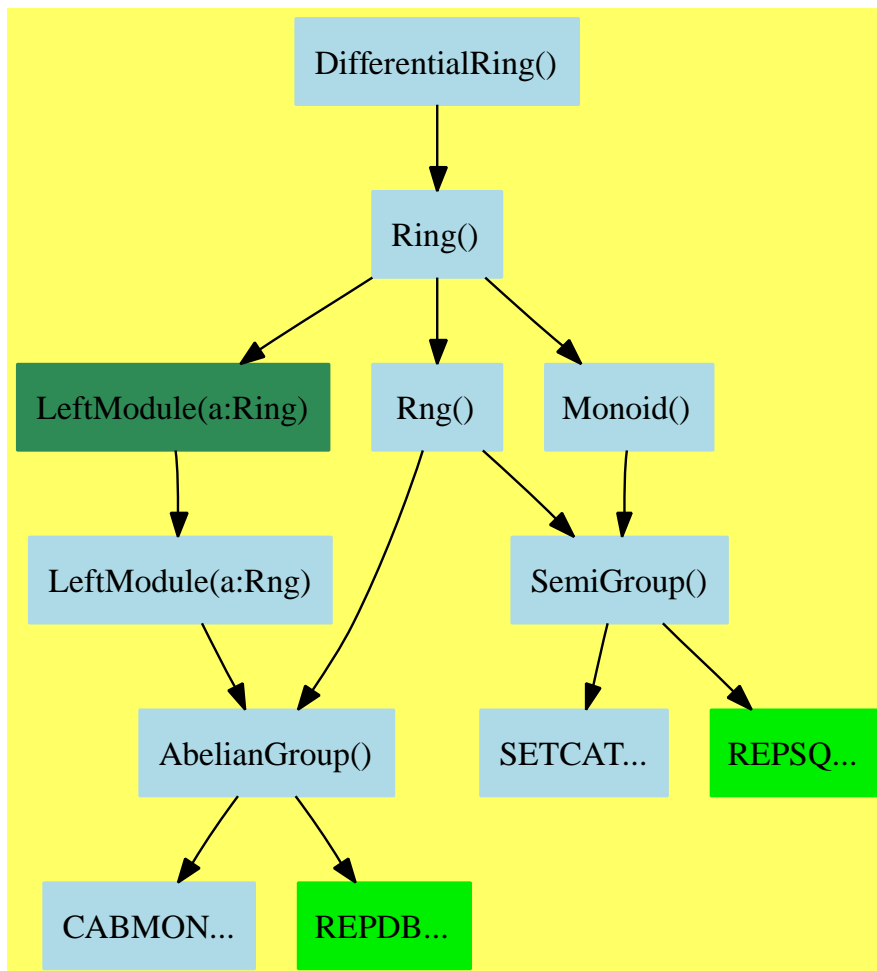 DifferentialRing()
Ring()
LeftModule(a:Ring)
Rng()
Monoid()
LeftModule(a:Rng)
SemiGroup()
AbelianGroup()
SETCAT...
REPSQ...
CABMON...
REPDB...